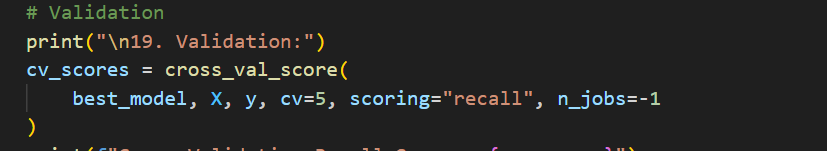 # Validation
print("\n19. Validation:")
cv_scores = cross_val_score(
    best_model, X, y, cv=5, scoring="recall", n_jobs=-1
)